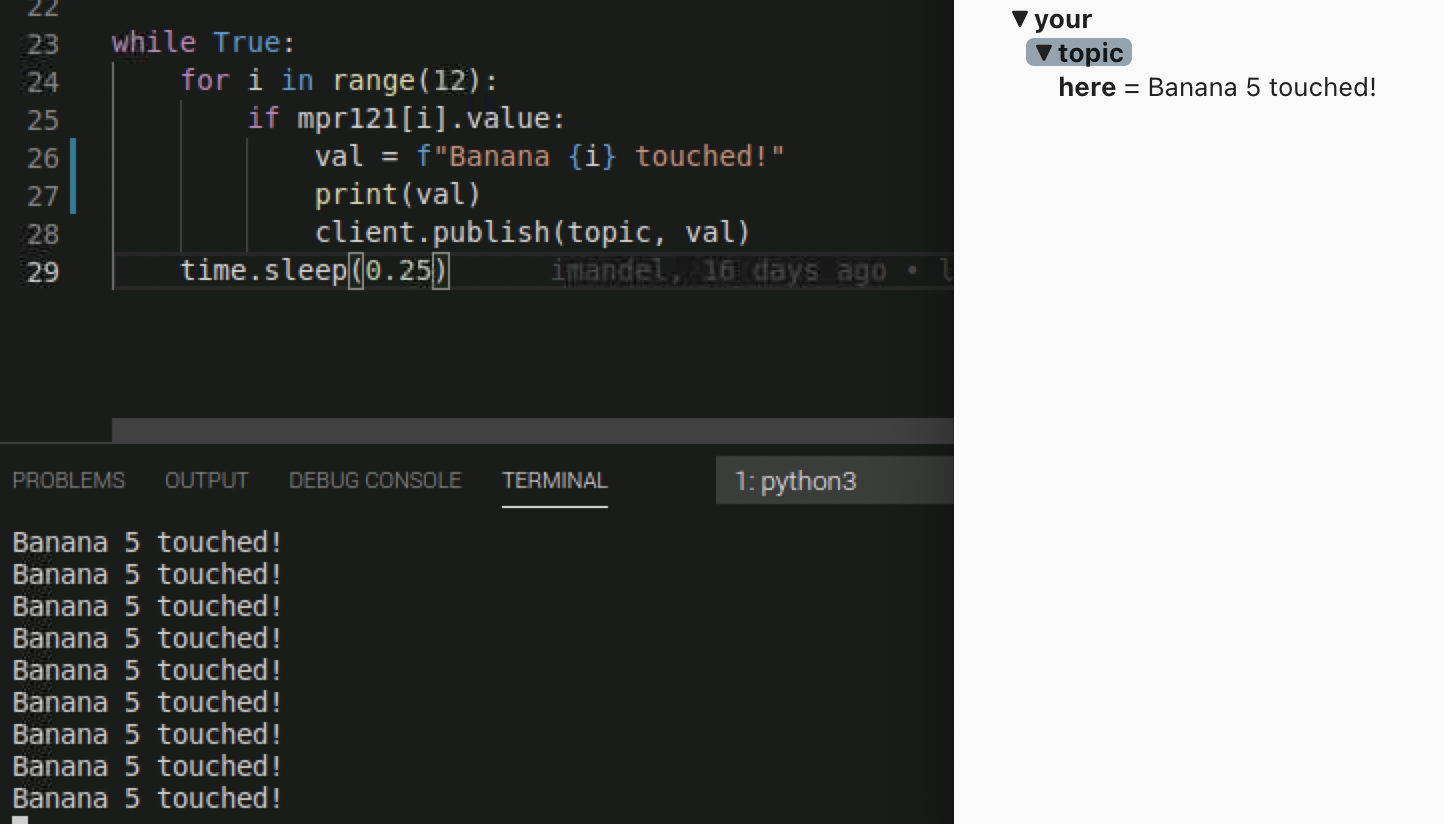 22
23 while True:
24     for i in range(12):
25         if mpr121[i].value:
26             val = f"Banana {i} touched!"
27             print(val)
28             client.publish(topic, val)
29     time.sleep(0.25)      imandel, 16 days ago • l
PROBLEMS OUTPUT DEBUG CONSOLE TERMINAL 1: python3
Banana 5 touched!
Banana 5 touched!
Banana 5 touched!
Banana 5 touched!
Banana 5 touched!
Banana 5 touched!
Banana 5 touched!
Banana 5 touched!
Banana 5 touched!
▼ your
▼ topic
here = Banana 5 touched!